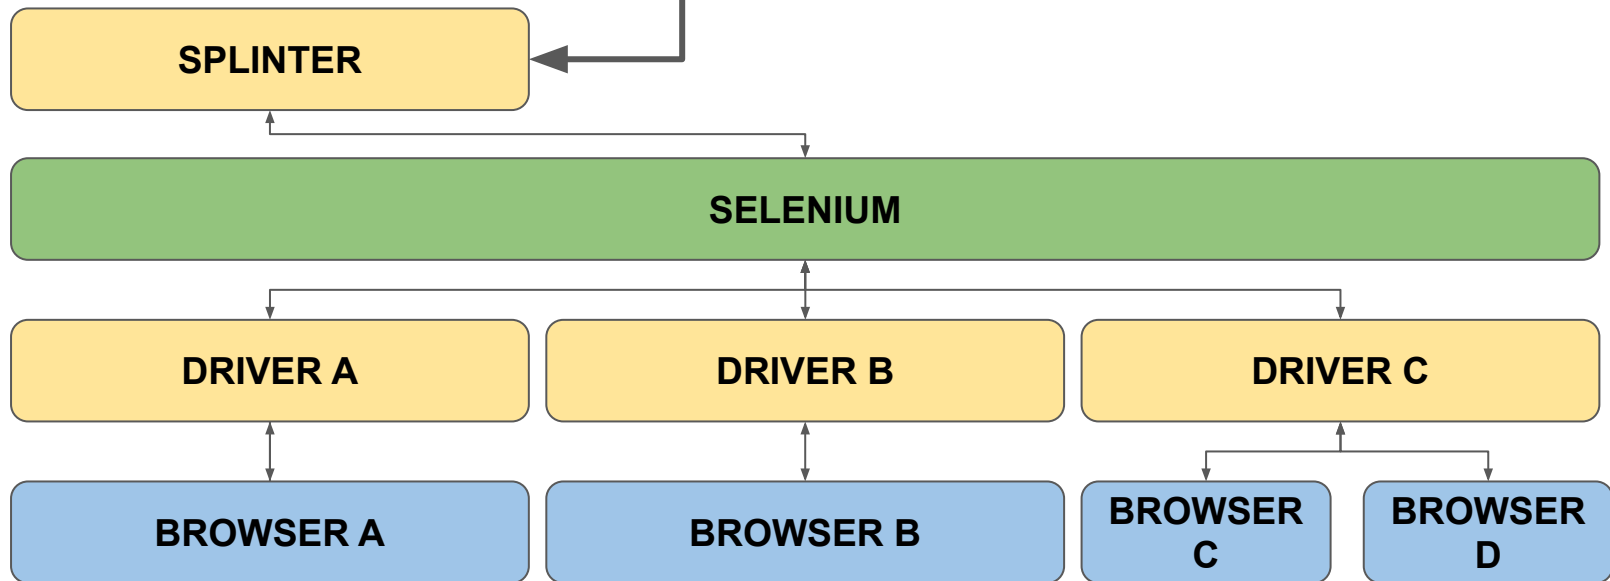 SPLINTER
SELENIUM
DRIVER A
DRIVER B
DRIVER C
BROWSER A
BROWSER B
BROWSER
C
BROWSER
D